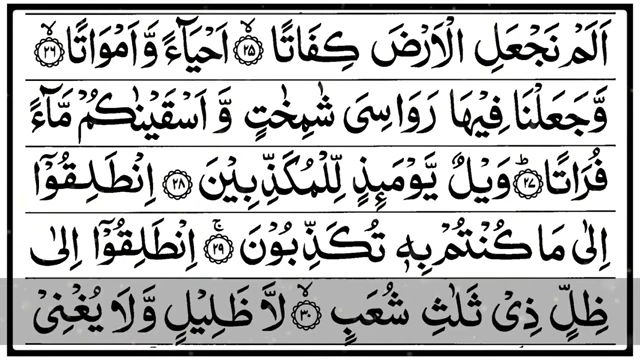 اَلَمۡ نَجۡعَلِ الۡاَرۡضَ كِفَاتًا ۙ‏﴿۲۵﴾ اَحۡيَآءً وَّاَمۡوَاتًا ۙ‏﴿۲۶﴾
وَّجَعَلۡنَا فِيۡهَا رَوَاسِىَ شٰمِخٰتٍ وَّ اَسۡقَيۡنٰكُمۡ مَّآءً
فُرَاتًا ؕ‏﴿۲۷﴾ وَيۡلٌ يَّوۡمَٮِٕذٍ لِّلۡمُكَذِّبِيۡنَ‏﴿۲۸﴾ اِنْطَلِقُوۡۤا
اِلٰى مَا كُنۡتُمۡ بِهٖ تُكَذِّبُوۡنَ‌ ۚ‏﴿۲۹﴾ اِنْطَلِقُوۡۤا اِلٰى
ظِلٍّ ذِىۡ ثَلٰثِ شُعَبٍ ۙ‏﴿۳۰﴾ لَّا ظَلِيۡلٍ وَّلَا يُغۡنِىۡ